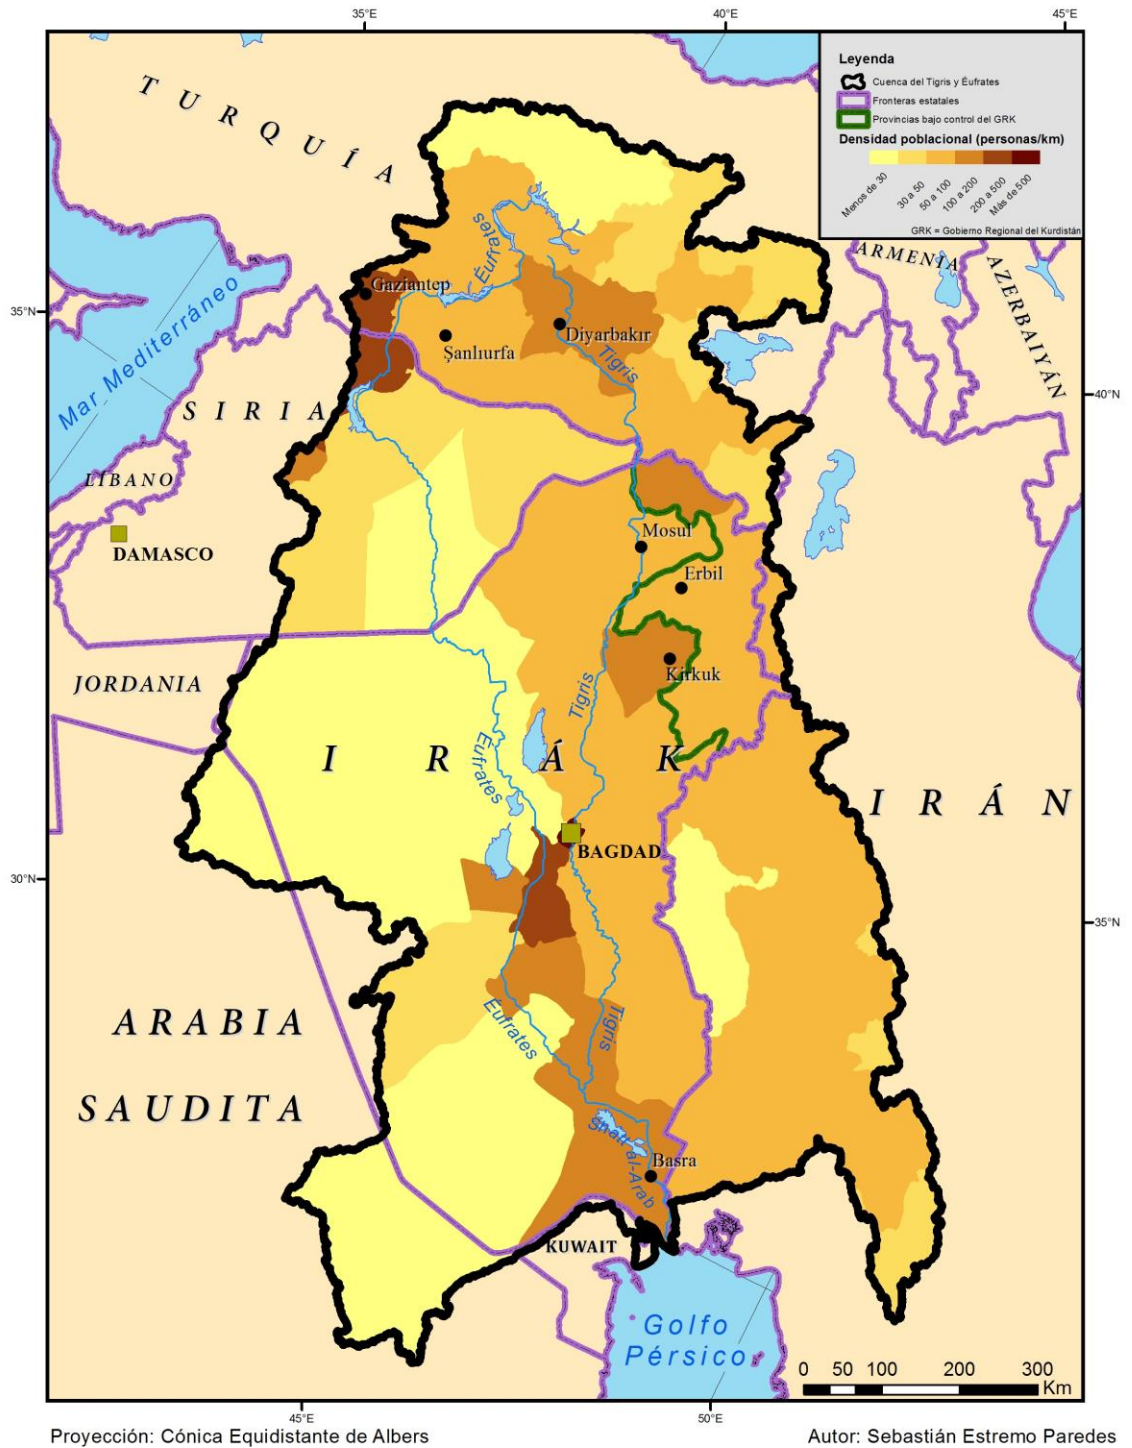 35°E
40°E
45°E
Leyenda
Cuenca del Tigris y Éufrates
Fronteras estatales
Provincias bajo control del GRK
Densidad poblacional (personas/km)
Menos de 30
30 a 50
50 a 100
100 a 200
200 a 500
Más de 500
GRK = Gobierno Regional del Kurdistán
TURQUÍA
ARMENIA
AZERBAIYÁN
Éufrates
Gaziantep
35°N
Mar Mediterráneo
Şanlıurfa
Diyarbakır
Tigris
40°N
SIRIA
LÍBANO
DAMASCO
Mosul
Erbil
Kirkuk
JORDANIA
Tigris
Éufrates
IRÁK
IRÁN
BAGDAD
30°N
35°N
ARABIA
SAUDITA
Éufrates
Tigris
Shatt al-Arab
Basra
KUWAIT
Golfo
Pérsico
0 50 100 200 300
Km
45°E
50°E
Proyección: Cónica Equidistante de Albers
Autor: Sebastián Estremo Paredes